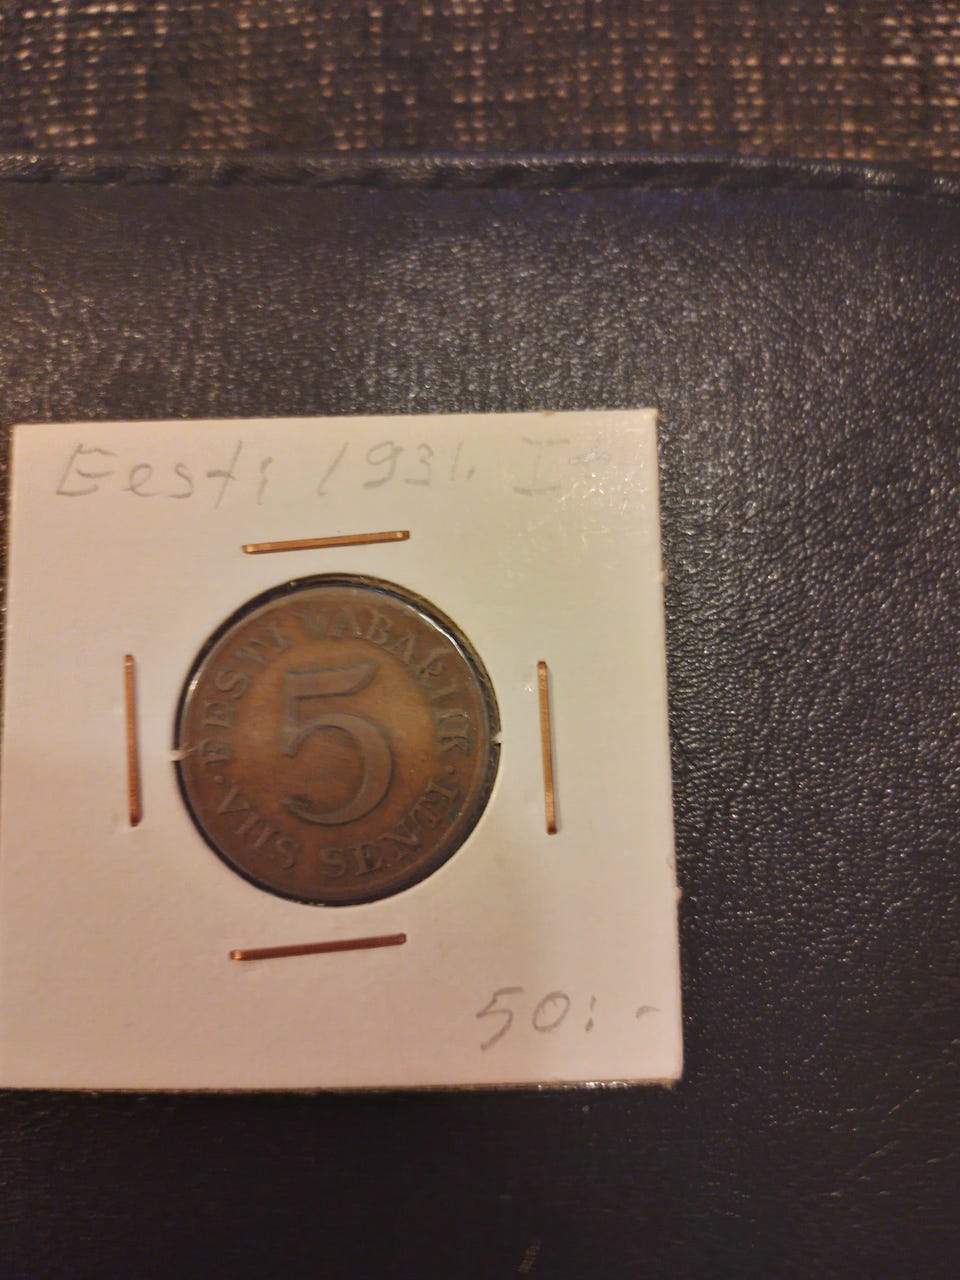 Eesti 1931. I+
EESTI VABARIIK
5
VIIS SENTI
50:-